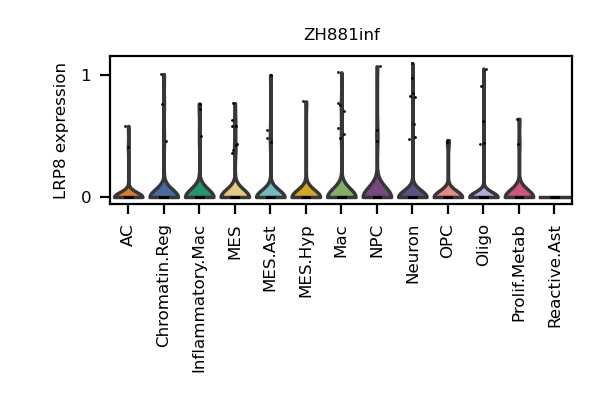 ZH881inf
LRP8 expression
1
0
AC
Chromatin.Reg
Inflammatory.Mac
MES
MES.Ast
MES.Hyp
Mac
NPC
Neuron
OPC
Oligo
Prolif.Metab
Reactive.Ast